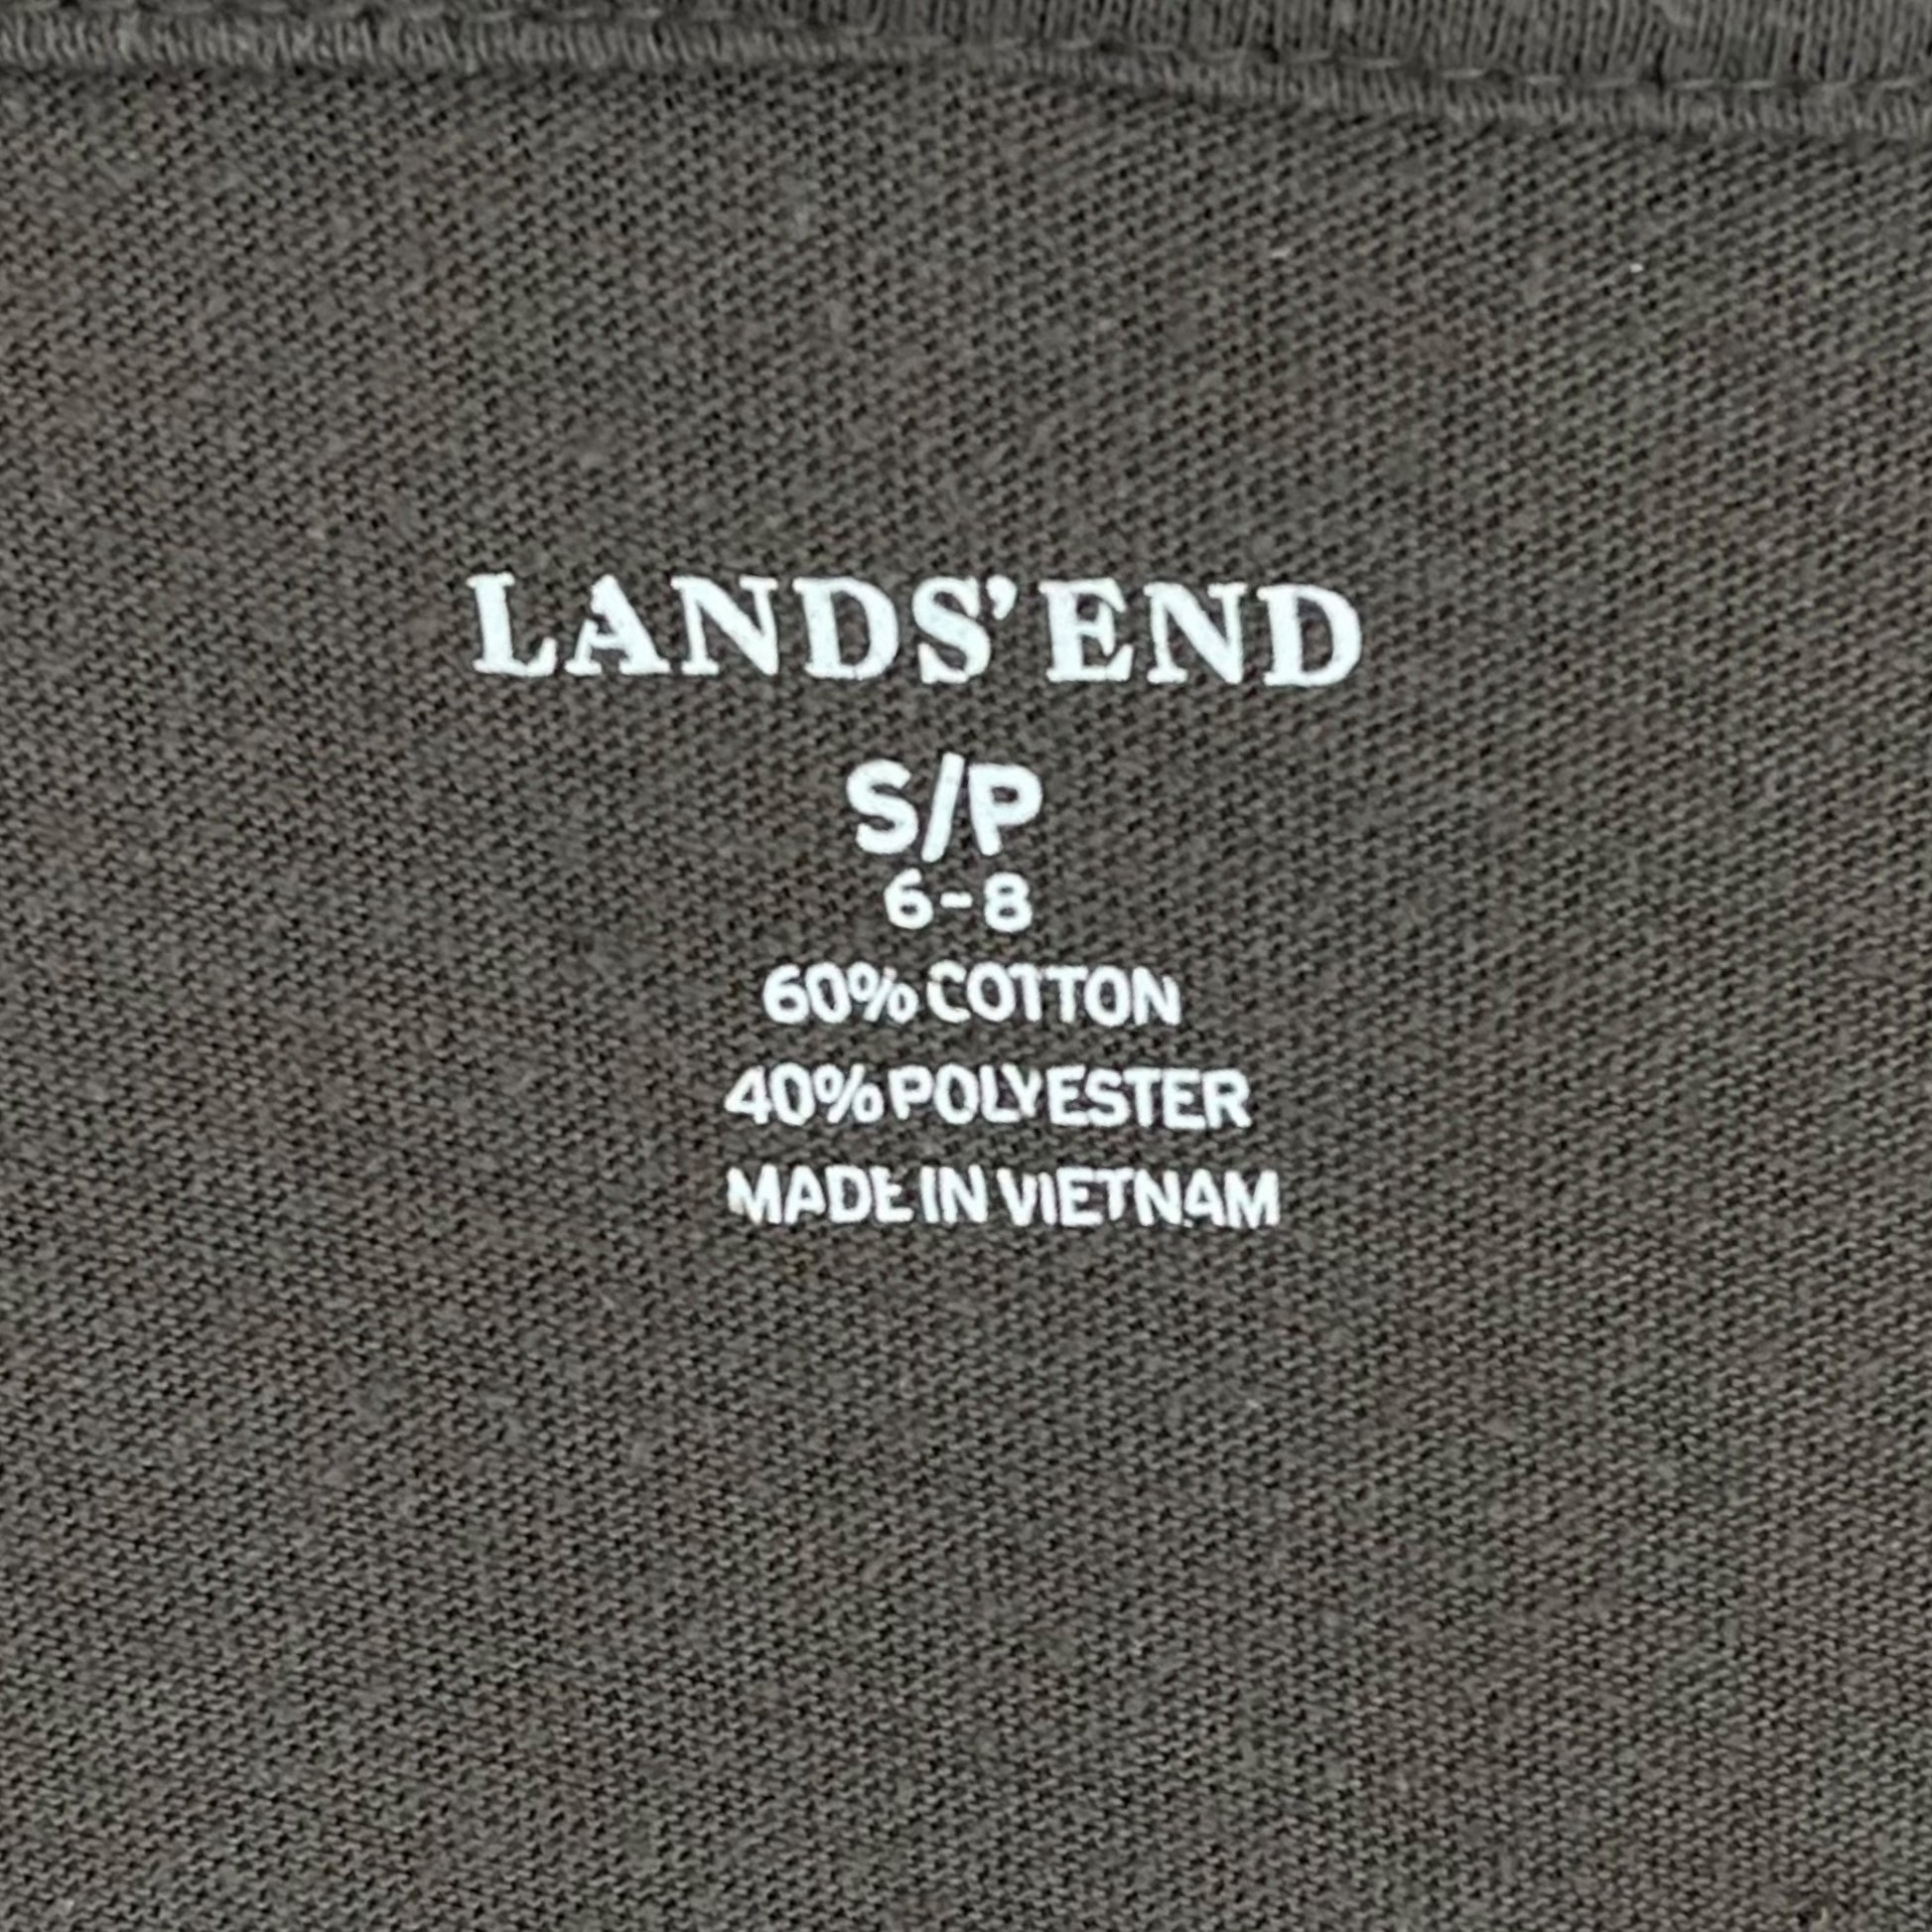 LANDS' END
S/P
6-8
60% COTTON
40% POLYESTER
MADE IN VIETNAM